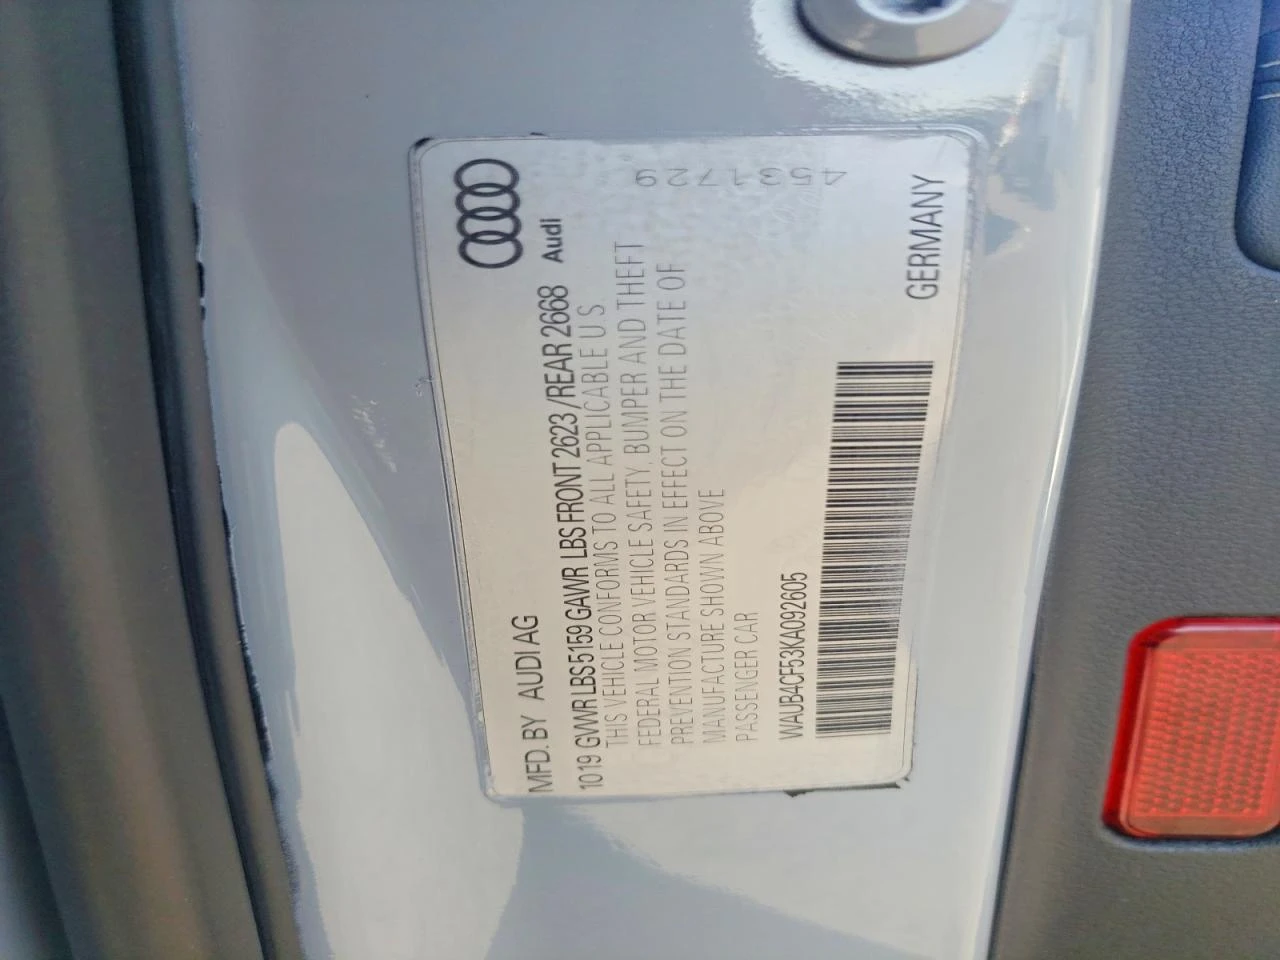 MFD. BY AUDI AG
Audi
1019 GVWR LBS 5159 GAWR LBS FRONT 2623 /REAR 2668
THIS VEHICLE CONFORMS TO ALL APPLICABLE U.S.
FEDERAL MOTOR VEHICLE SAFETY, BUMPER AND THEFT
PREVENTION STANDARDS IN EFFECT ON THE DATE OF
MANUFACTURE SHOWN ABOVE
PASSENGER CAR
4531729
WAUB4CF53KA092605
GERMANY